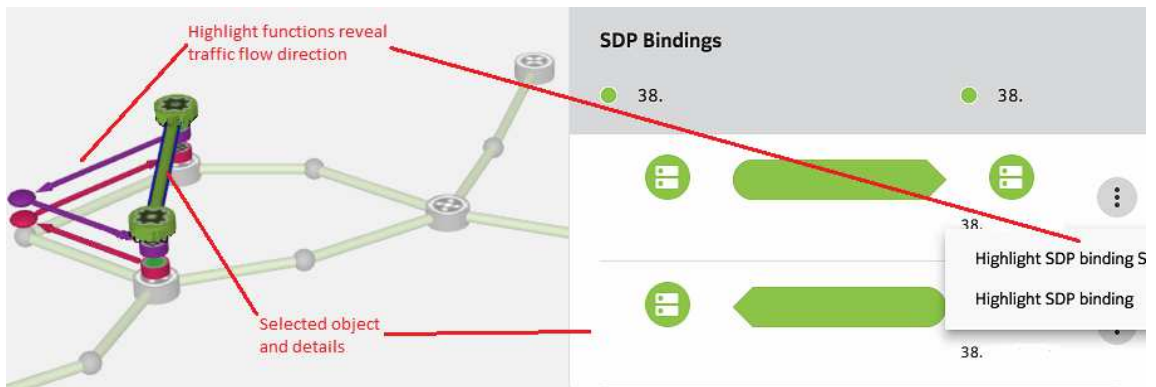 Highlight functions reveal
traffic flow direction
SDP Bindings
38.
38.
38.
Highlight SDP binding S
Highlight SDP binding
38.
Selected object
and details